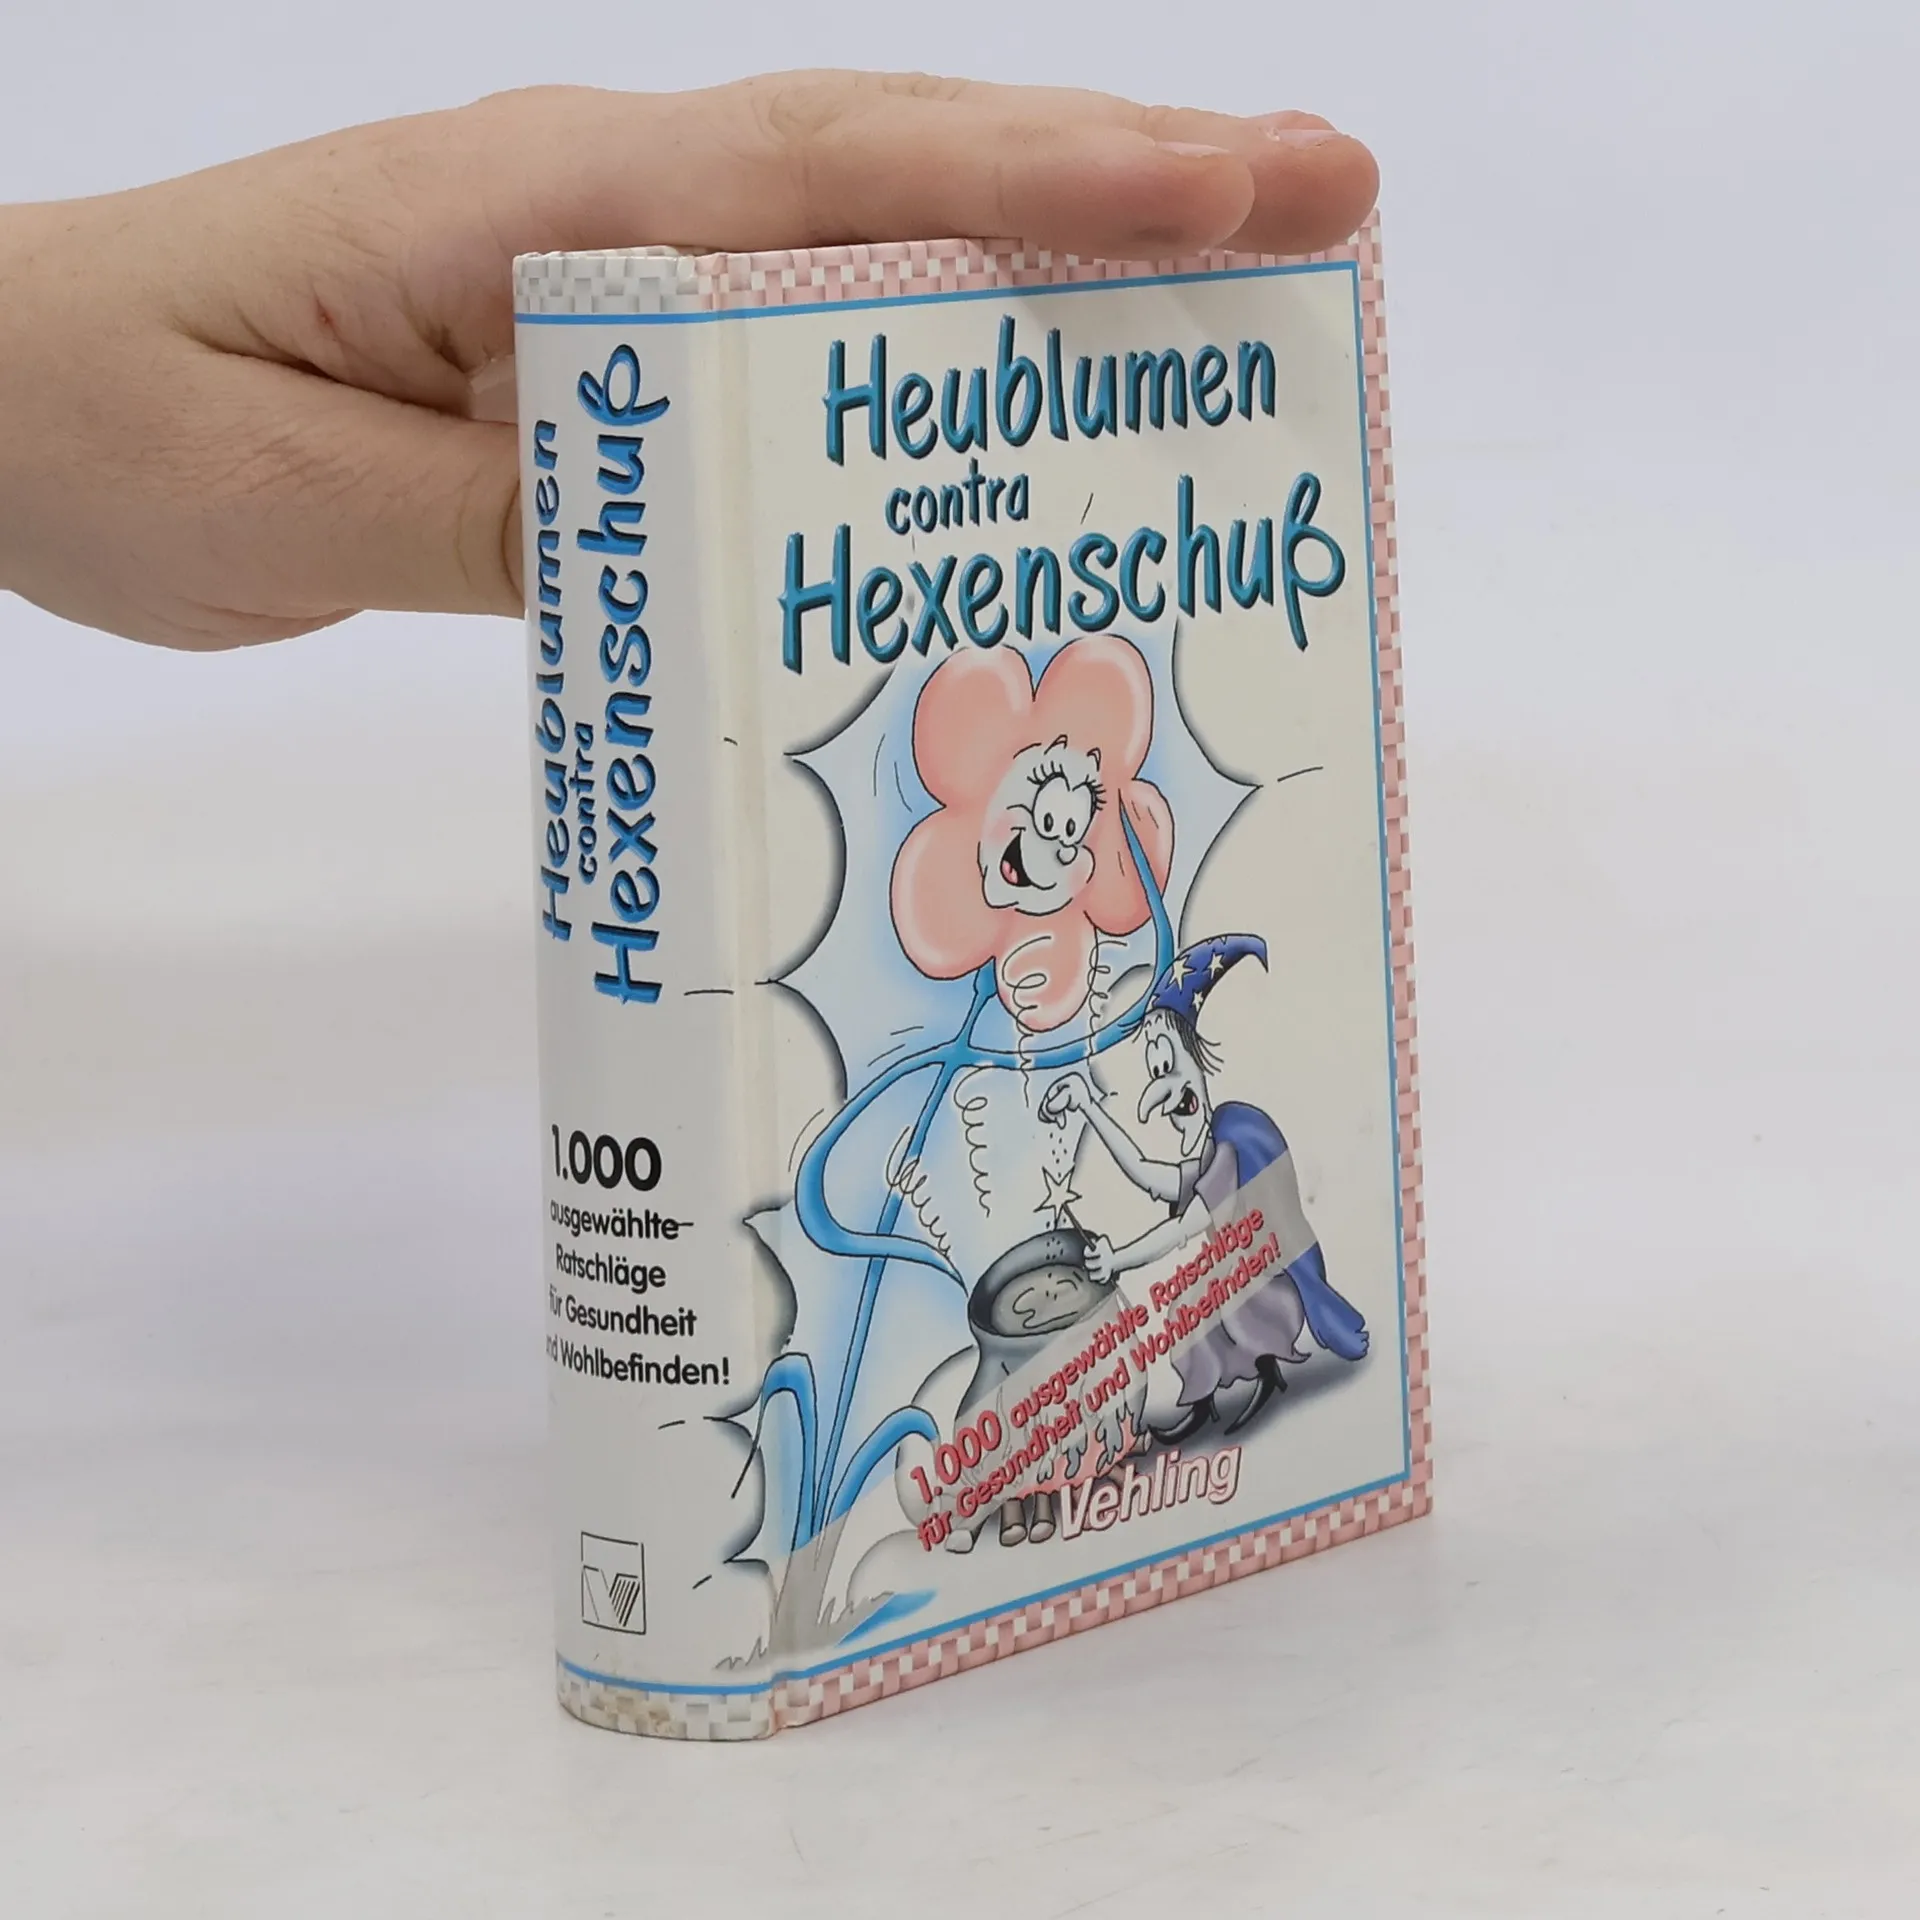 Heublumen
contra
Hexenschuß
1.000
ausgewählte
Ratschläge
für Gesundheit
und Wohlbefinden!
Heublumen
contra
Hexenschuß
1.000 ausgewählte Ratschläge
für Gesundheit und Wohlbefinden!
Vehling